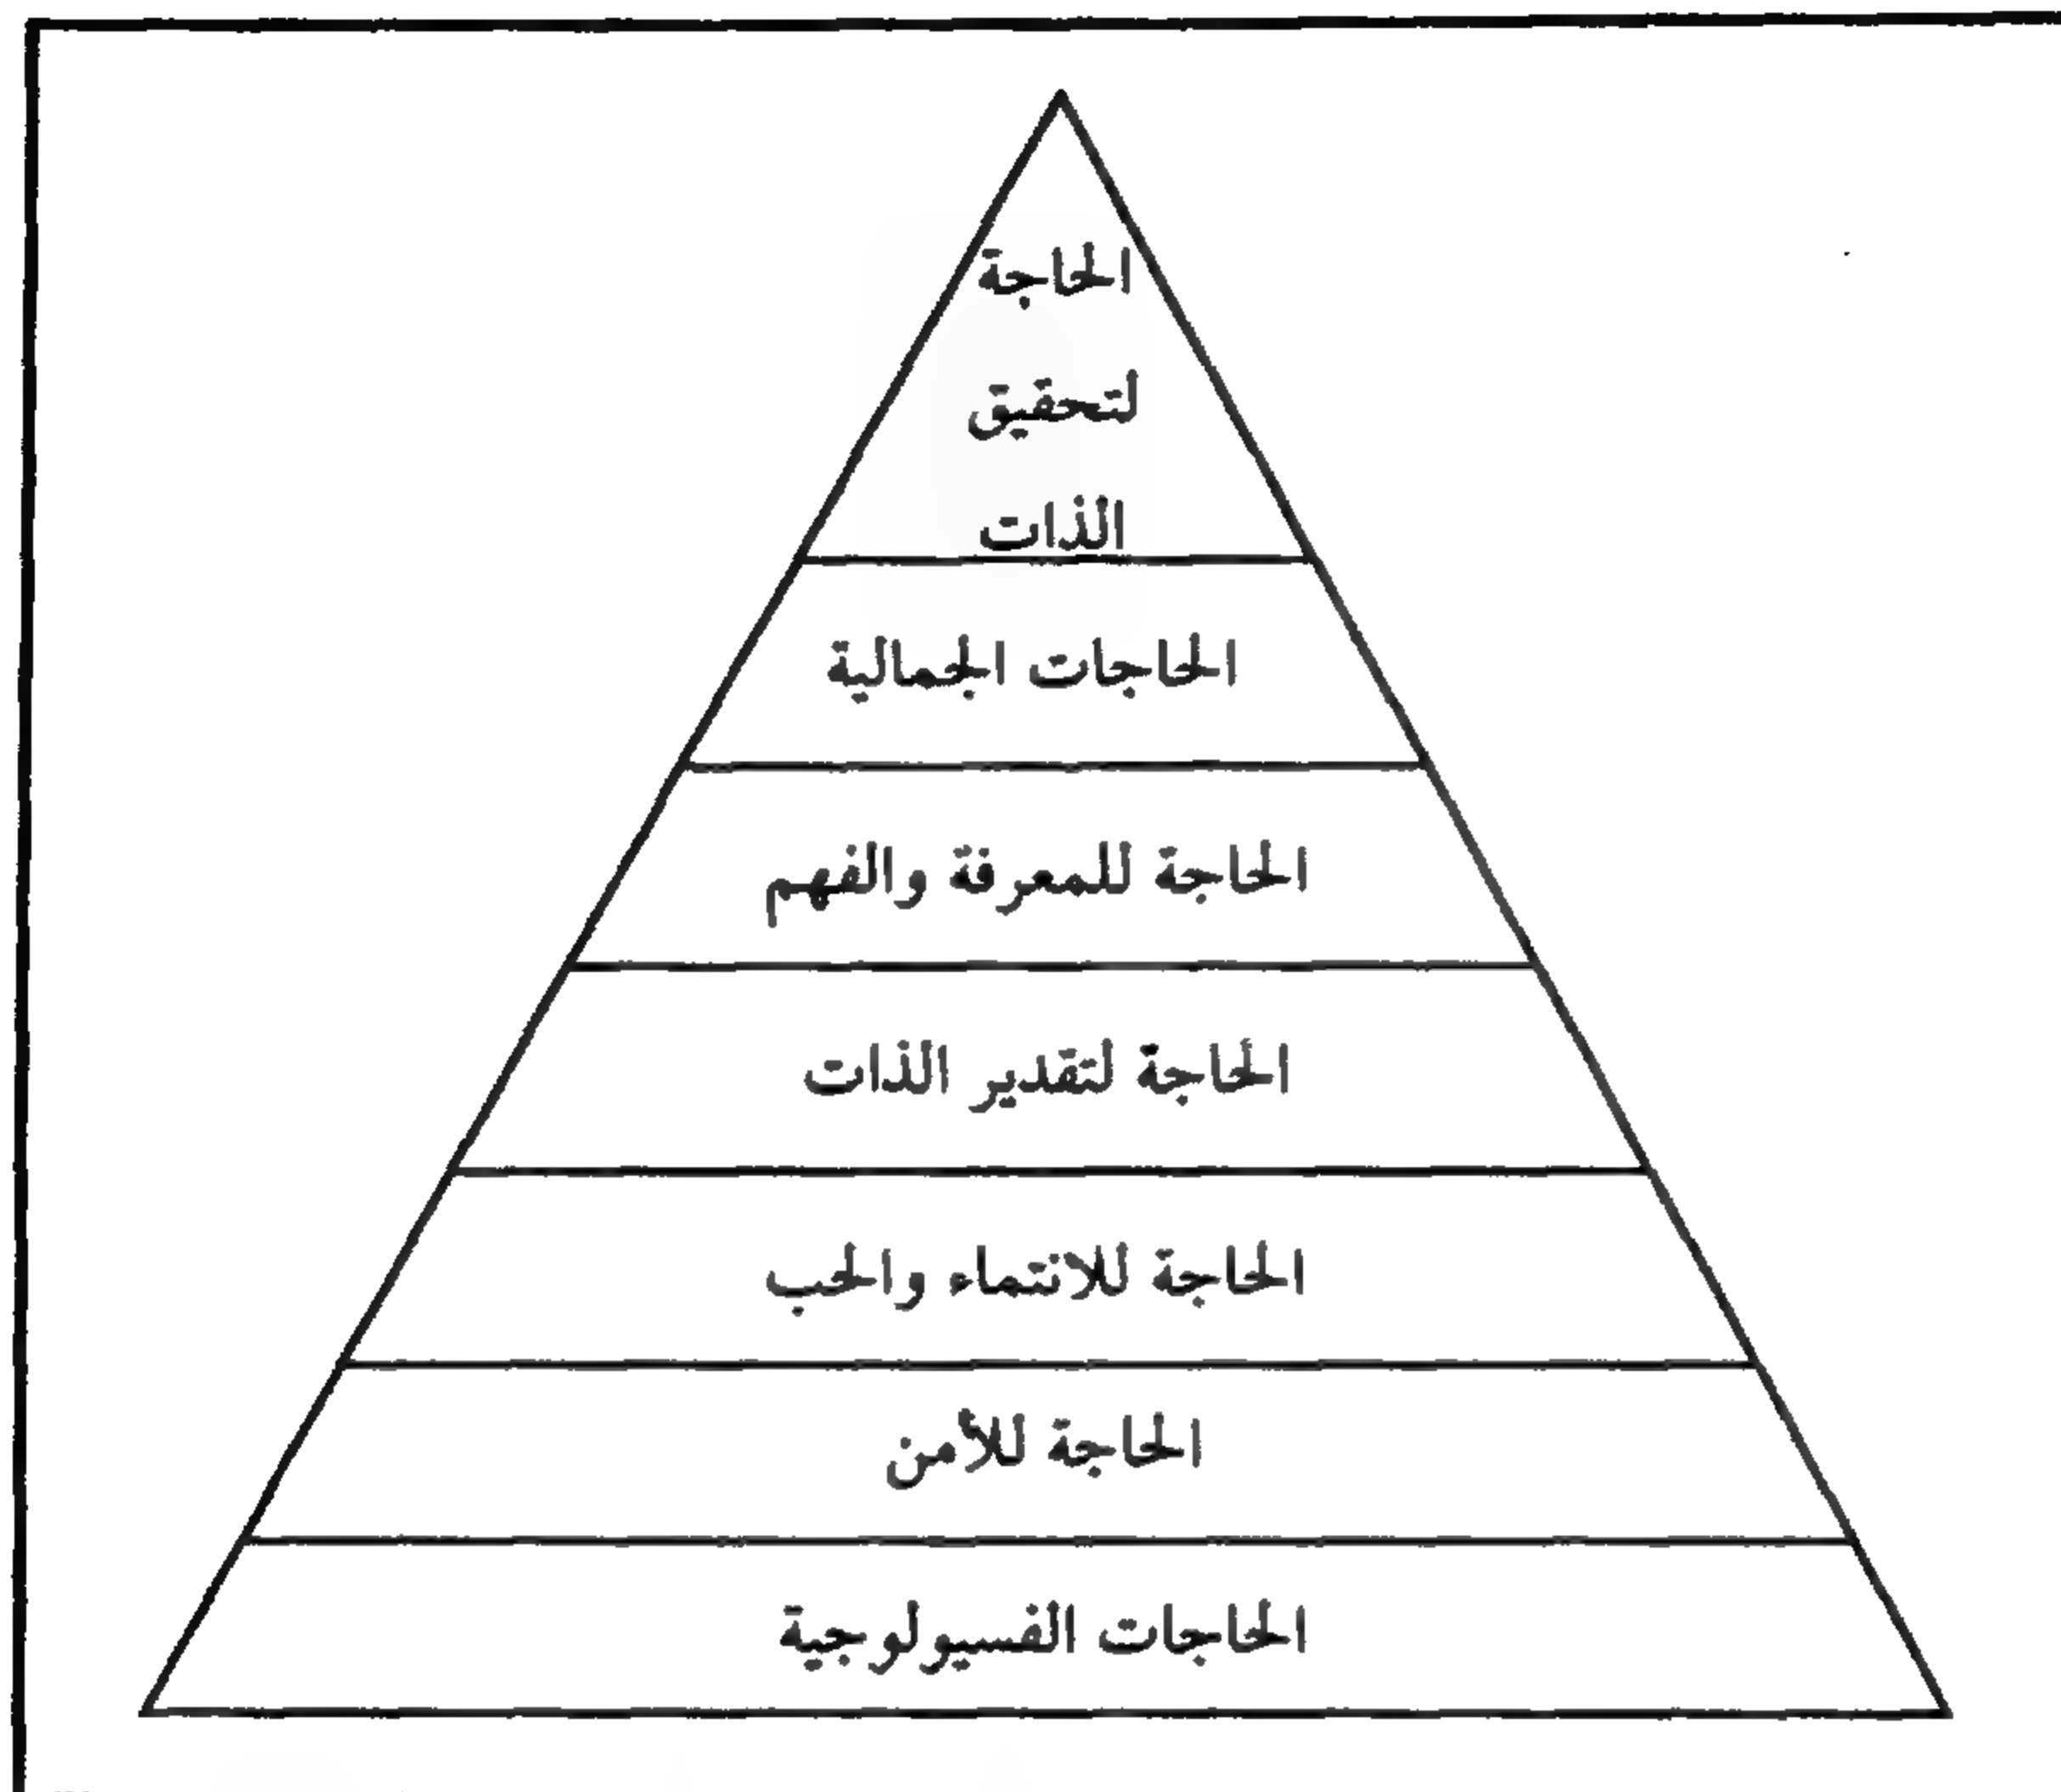 الحاجة
لتحقيق
الذات
الحاجات الجمالية
الحاجة للمعرفة والفهم
الحاجة لتقدير الذات
الحاجة للانتماء والحب
الحاجة للأمن
الحاجات الفسيولوجية